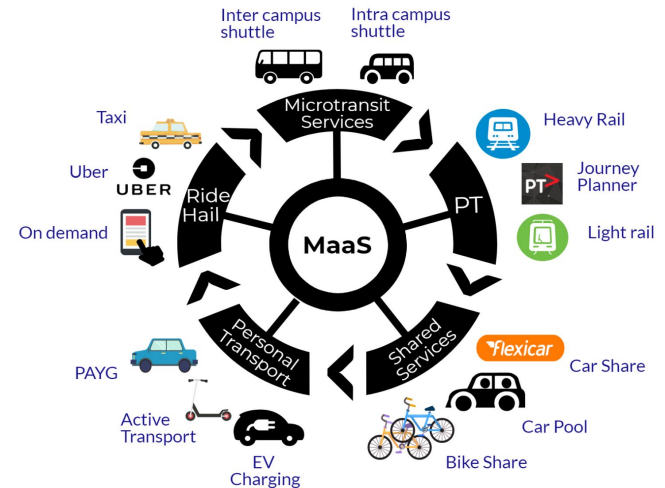 Inter campus
shuttle
Intra campus
shuttle
Microtransit
Services
Taxi
Uber
UBER
On demand
Ride
Hail
Heavy Rail
PT>
Journey
Planner
PT
Light rail
MaaS
Personal
Transport
Shared
Services
flexicar
Car Share
Car Pool
Bike Share
PAYG
Active
Transport
EV
Charging